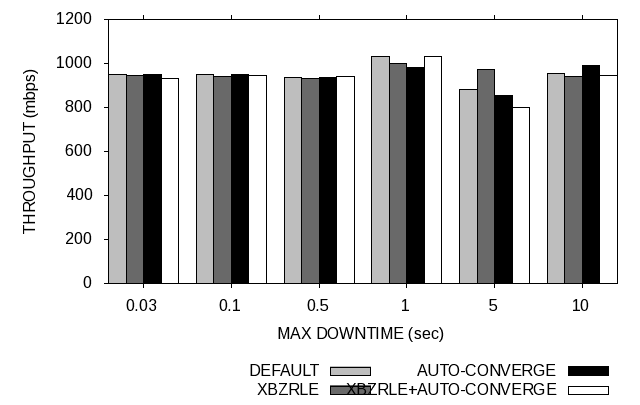 1200
1000
800
600
400
200
0
THROUGHPUT (mbps)
0.03 0.1 0.5 1 5 10
MAX DOWNTIME (sec)
DEFAULT AUTO-CONVERGE
XBZRLE XBZRLE+AUTO-CONVERGE